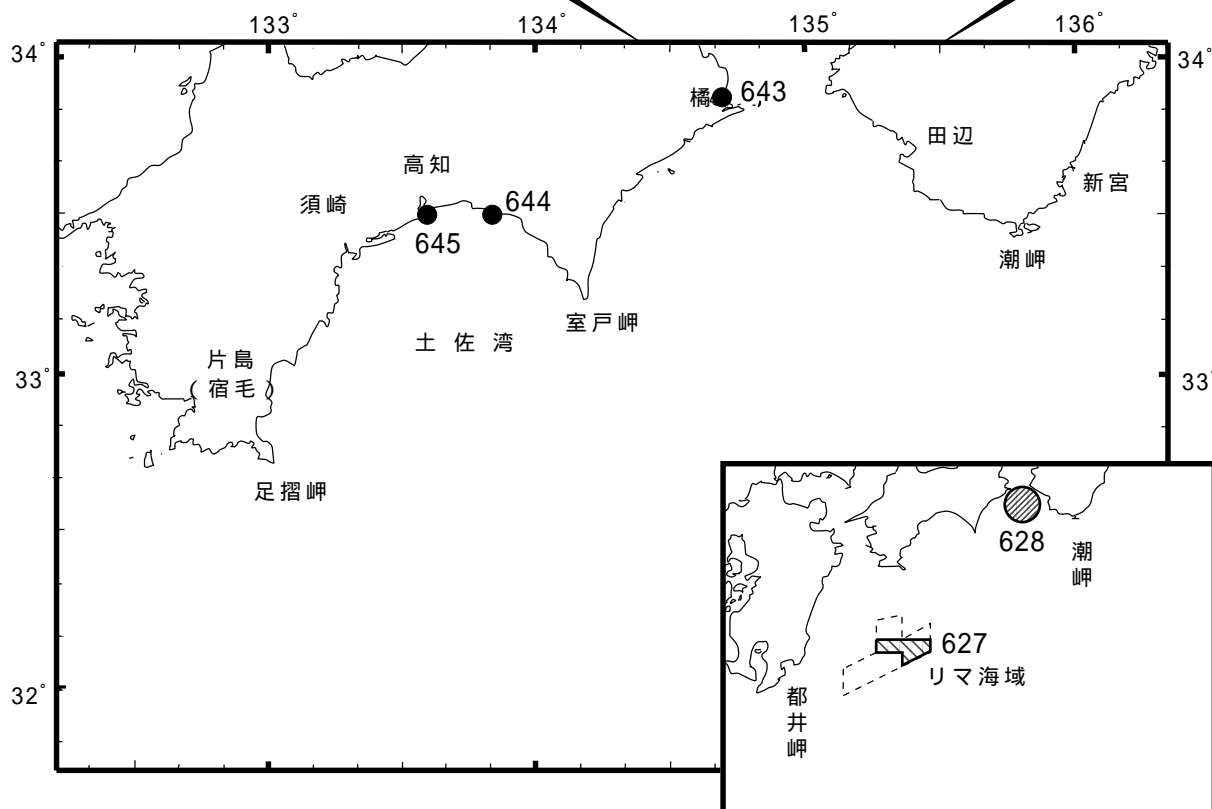 133° 134° 135° 136°
34° 34°
橘 643
田辺
高知
新宮
須崎 644
645
潮岬
室戸岬
土佐湾
片島
(宿毛)
33° 33°
足摺岬
628
潮岬
627
リマ海域
32°
都井岬